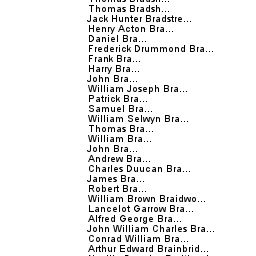 Thomas Bradsh...
Jack Hunter Bradstre...
Henry Acton Bra...
Daniel Bra...
Frederick Drummond Bra...
Frank Bra...
Harry Bra...
John Bra...
William Joseph Bra...
Patrick Bra...
Samuel Bra...
William Selwyn Bra...
Thomas Bra...
William Bra...
John Bra...
Andrew Bra...
Charles Duucan Bra...
James Bra...
Robert Bra...
William Brown Braidwo...
Lancelot Garrow Bra...
Alfred George Bra...
John William Charles Bra...
Conrad William Bra...
Arthur Edward Brainbrid...